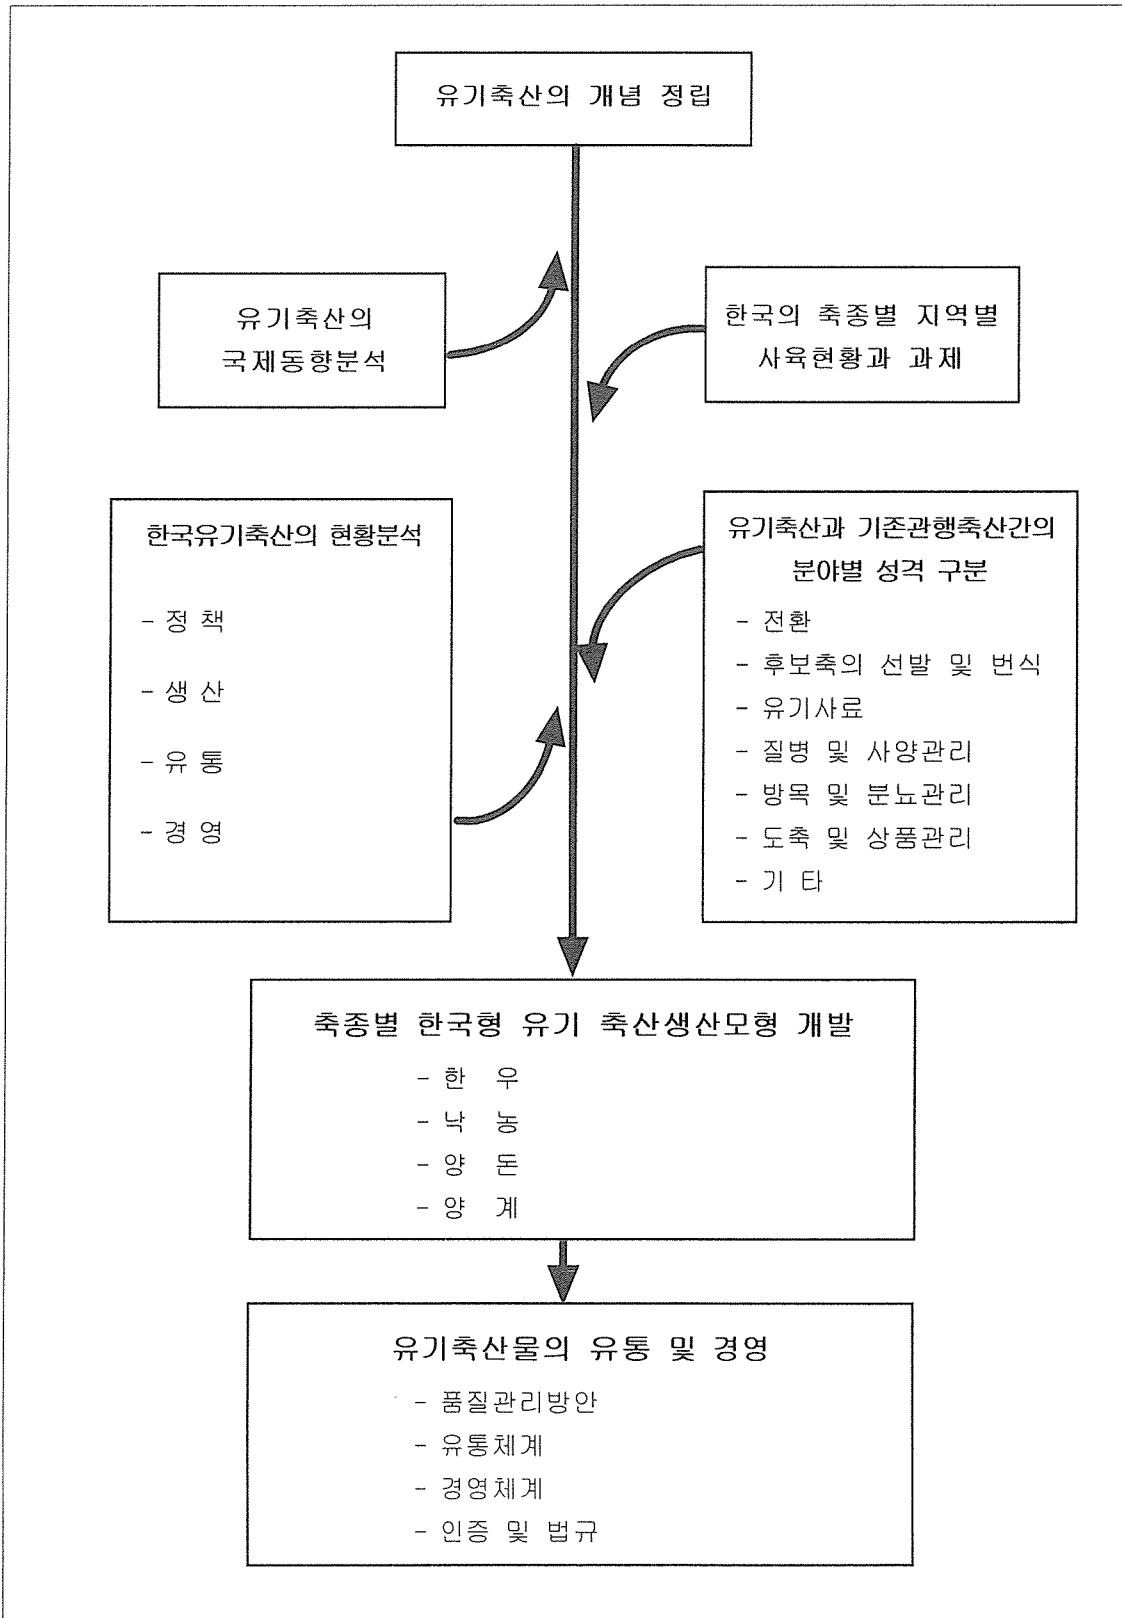 유기축산의 개념 정립
유기축산의
국제동향분석
한국의 축종별 지역별
사육현황과 과제
한국유기축산의 현황분석
- 정 책
- 생 산
- 유 통
- 경 영
유기축산과 기존관행축산간의
분야별 성격 구분
- 전환
- 후보축의 선발 및 번식
- 유기사료
- 질병 및 사양관리
- 방목 및 분뇨관리
- 도축 및 상품관리
- 기 타
축종별 한국형 유기 축산생산모형 개발
- 한 우
- 낙 농
- 양 돈
- 양 계
유기축산물의 유통 및 경영
- 품질관리방안
- 유통체계
- 경영체계
- 인증 및 법규